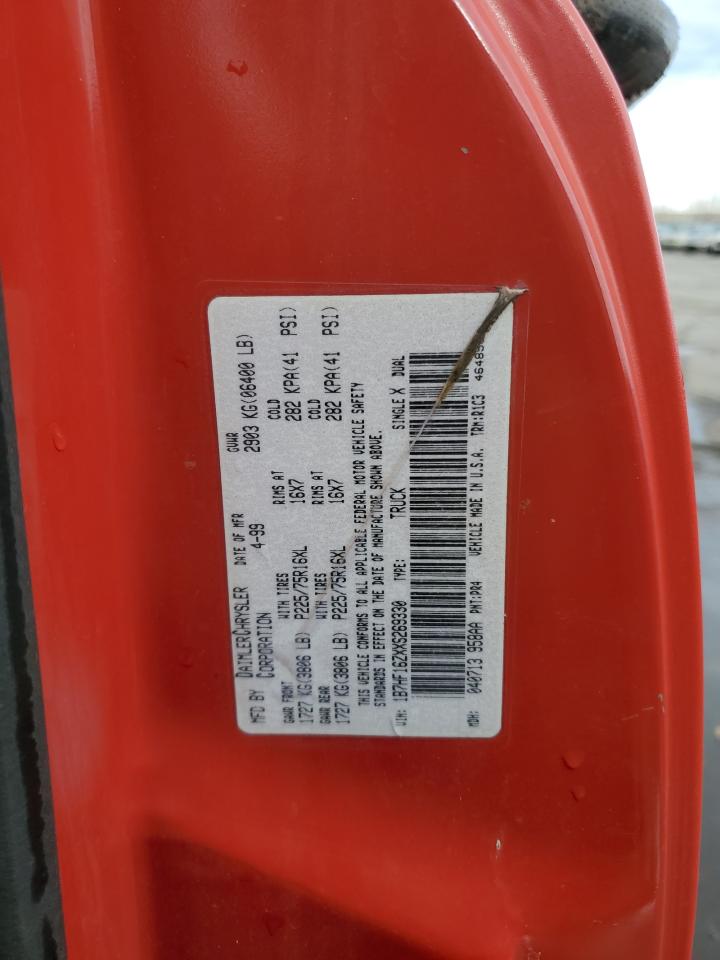 MFD BY DAIMLERCHRYSLER CORPORATION DATE OF MFR 4-99 GVWR 2903 KG(06400 LB)
GAWR FRONT WITH TIRES RIMS AT COLD
1727 KG(3806 LB) P225/75R16XL 16X7 282 KPA(41 PSI)
GAWR REAR WITH TIRES RIMS AT COLD
1727 KG(3806 LB) P225/75R16XL 16X7 282 KPA(41 PSI)
THIS VEHICLE CONFORMS TO ALL APPLICABLE FEDERAL MOTOR VEHICLE SAFETY
STANDARDS IN EFFECT ON THE DATE OF MANUFACTURE SHOWN ABOVE.
VIN: 1B7HF16ZXXS269330 TYPE: TRUCK SINGLE X DUAL
MDH: 040713 958AA PNT:PR4 VEHICLE MADE IN U.S.A. TRM:R1C3